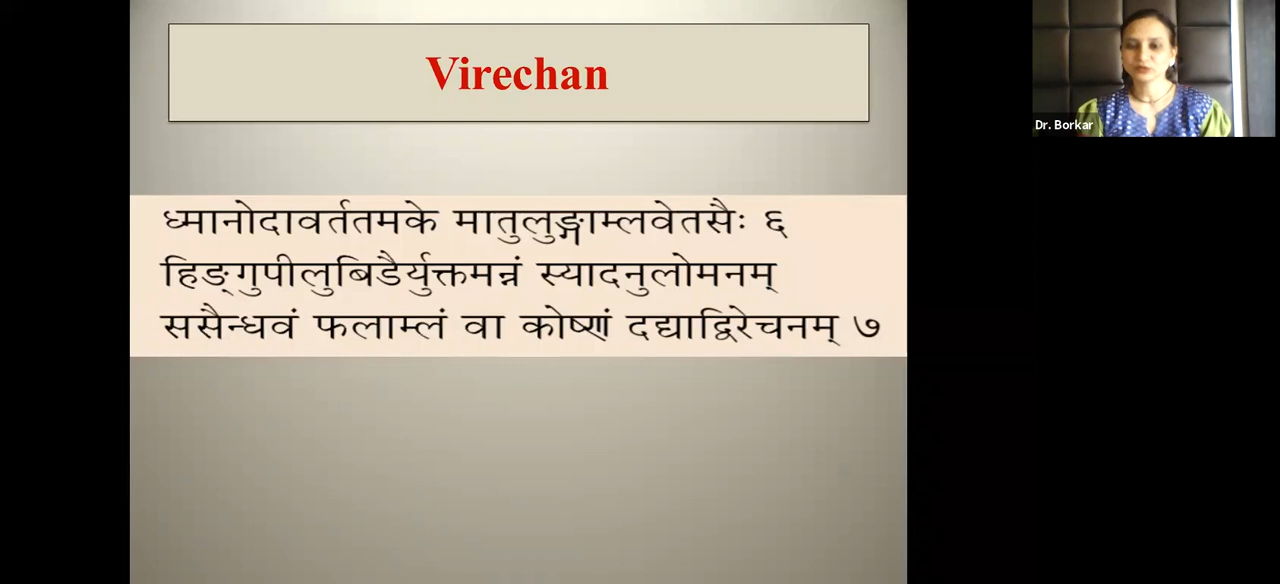 Virechan
Dr. Borkar
ध्मानोदावर्ततमके मातुलुङ्गाम्लवेतसैः ६
हिङ्गुपीलुबिडैर्युक्तमन्नं स्यादनुलोमनम्
ससैन्धवं फलाम्लं वा कोष्णं दद्याद्विरेचनम् ७